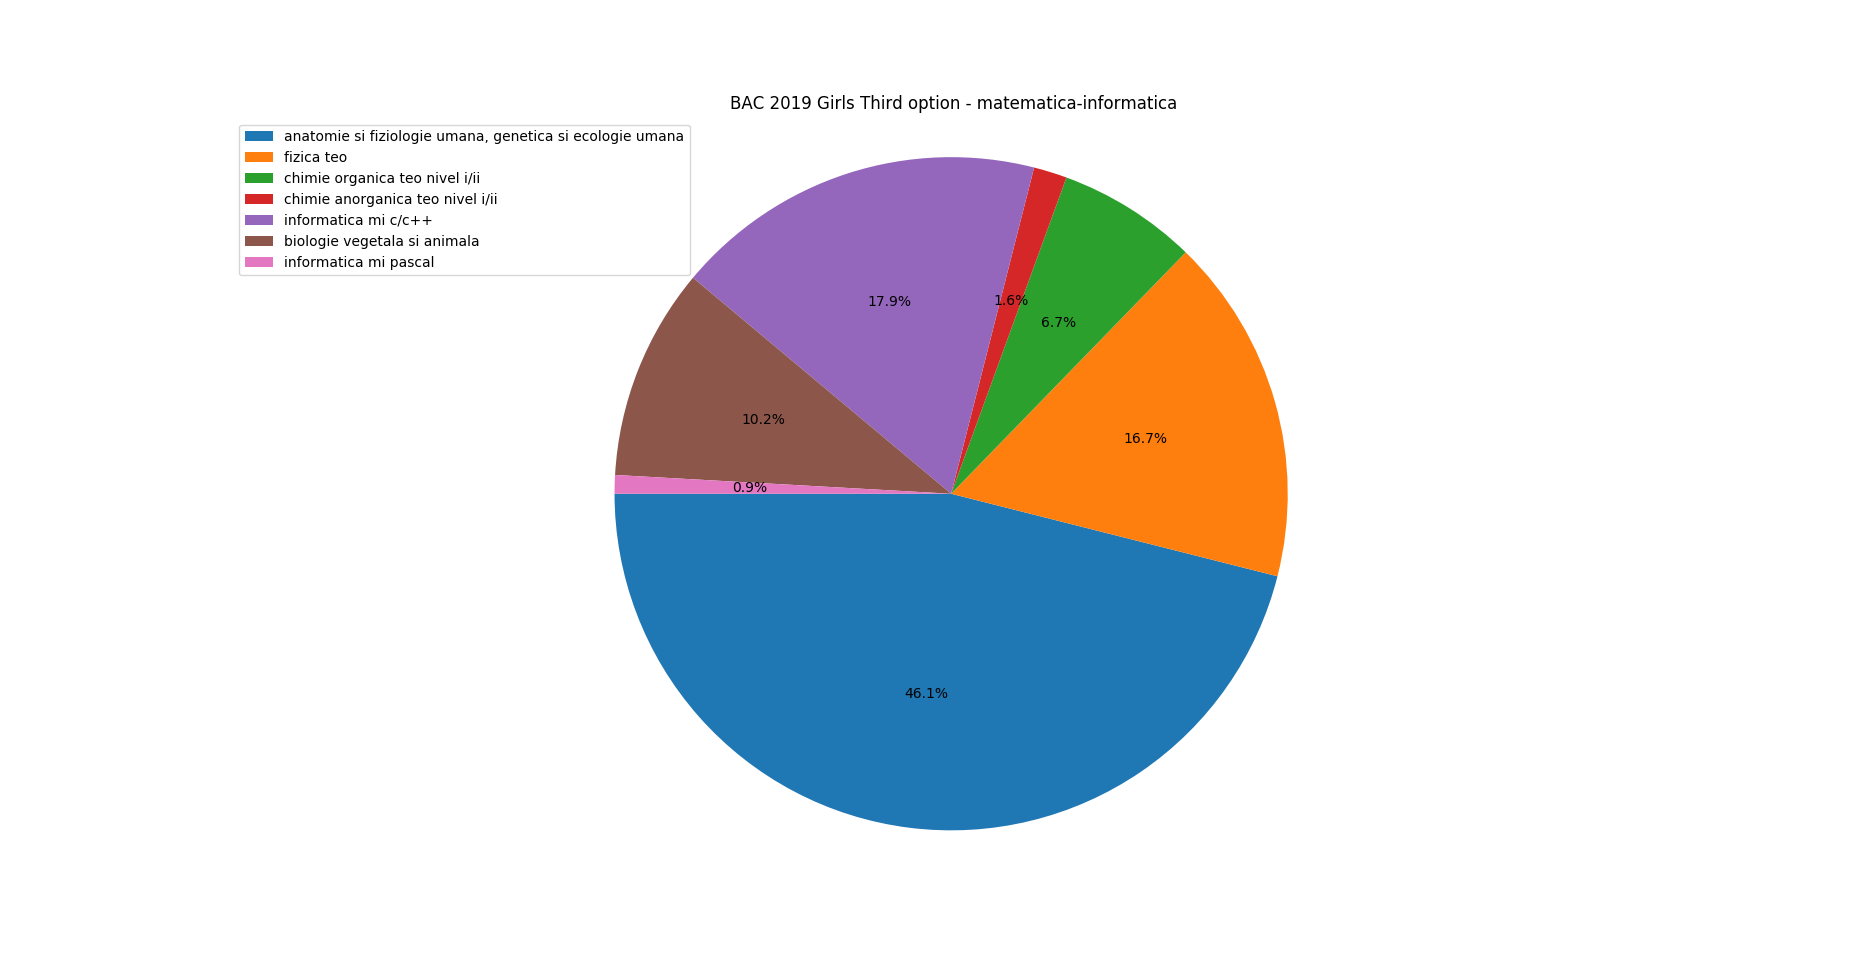 BAC 2019 Girls Third option - matematica-informatica
anatomie si fiziologie umana, genetica si ecologie umana
fizica teo
chimie organica teo nivel i/ii
chimie anorganica teo nivel i/ii
informatica mi c/c++
biologie vegetala si animala
informatica mi pascal
17.9%
1.6%
6.7%
10.2%
16.7%
0.9%
46.1%